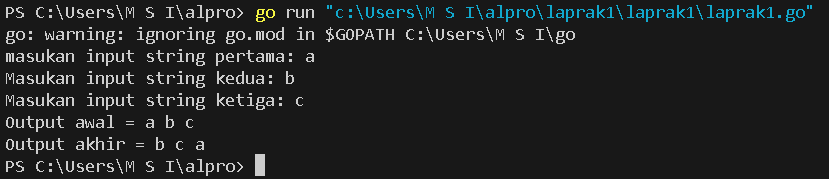 PS C:\Users\M S I\alpro> go run "c:\Users\M S I\alpro\laprak1\laprak1\laprak1.go"
go: warning: ignoring go.mod in $GOPATH C:\Users\M S I\go
masukan input string pertama: a
Masukan input string kedua: b
Masukan input string ketiga: c
Output awal = a b c
Output akhir = b c a
PS C:\Users\M S I\alpro>